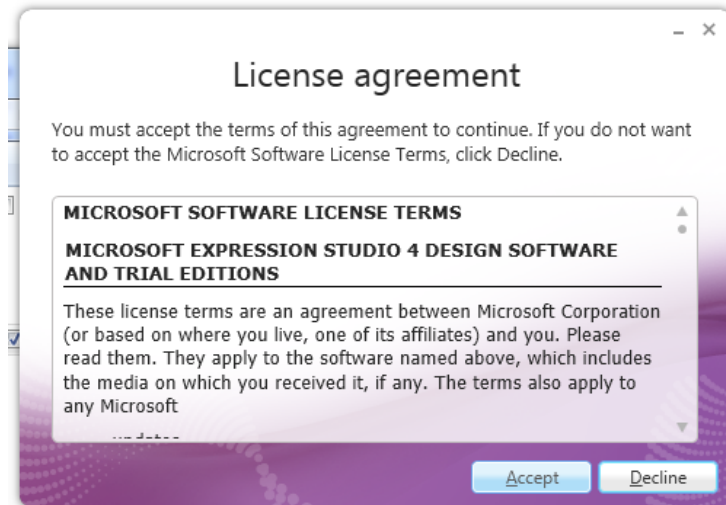 License agreement
You must accept the terms of this agreement to continue. If you do not want
to accept the Microsoft Software License Terms, click Decline.
MICROSOFT SOFTWARE LICENSE TERMS
MICROSOFT EXPRESSION STUDIO 4 DESIGN SOFTWARE
AND TRIAL EDITIONS
These license terms are an agreement between Microsoft Corporation
(or based on where you live, one of its affiliates) and you. Please
read them. They apply to the software named above, which includes
the media on which you received it, if any. The terms also apply to
any Microsoft
updates
Accept Decline